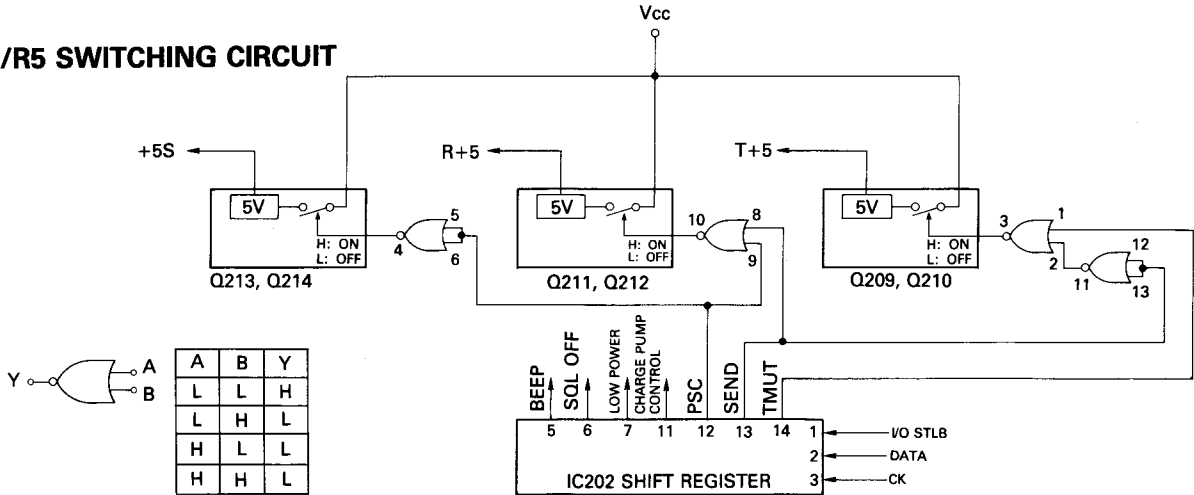 Vcc
/R5 SWITCHING CIRCUIT
+5S
R+5
T+5
5V
H: ON
L: OFF
4
5
6
Q213, Q214
5V
H: ON
L: OFF
10
8
9
Q211, Q212
5V
H: ON
L: OFF
3
1
2
11
12
13
Q209, Q210
Y
A
B
A B Y
L L H
L H L
H L L
H H L
BEEP
SQL OFF
LOW POWER
CHARGE PUMP
CONTROL
PSC
SEND
TMUT
5 6 7 11 12 13 14
1 I/O STLB
2 DATA
3 CK
IC202 SHIFT REGISTER